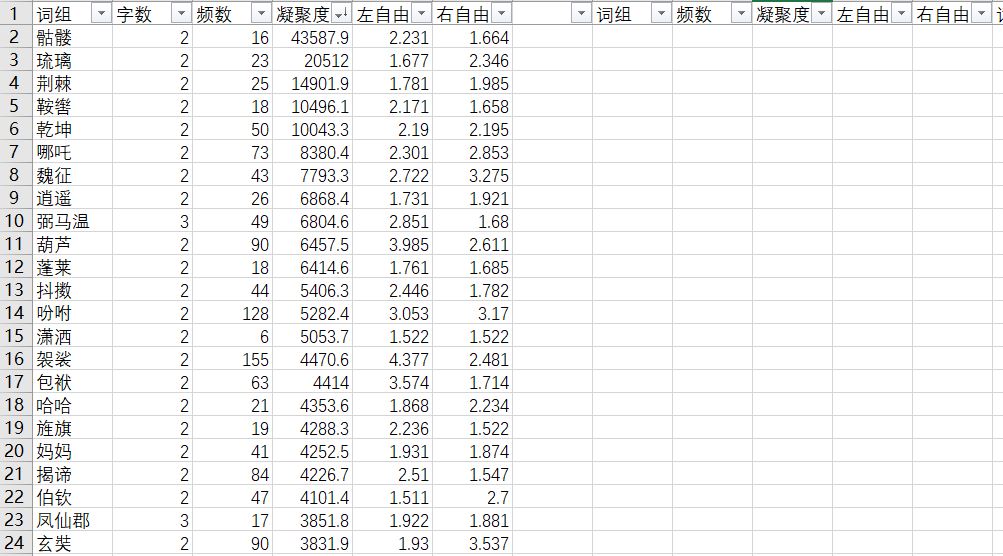 1 词组 字数 频数 凝聚度 左自由 右自由 词组 频数 凝聚度 左自由 右自由
2 骷髅 2 16 43587.9 2.231 1.664
3 琉璃 2 23 20512 1.677 2.346
4 荆棘 2 25 14901.9 1.781 1.985
5 鞍辔 2 18 10496.1 2.171 1.658
6 乾坤 2 50 10043.3 2.19 2.195
7 哪吒 2 73 8380.4 2.301 2.853
8 魏征 2 43 7793.3 2.722 3.275
9 逍遥 2 26 6868.4 1.731 1.921
10 弼马温 3 49 6804.6 2.851 1.68
11 葫芦 2 90 6457.5 3.985 2.611
12 蓬莱 2 18 6414.6 1.761 1.685
13 抖擞 2 44 5406.3 2.446 1.782
14 吩咐 2 128 5282.4 3.053 3.17
15 潇洒 2 6 5053.7 1.522 1.522
16 袈裟 2 155 4470.6 4.377 2.481
17 包袱 2 63 4414 3.574 1.714
18 哈哈 2 21 4353.6 1.868 2.234
19 旌旗 2 19 4288.3 2.236 1.522
20 妈妈 2 41 4252.5 1.931 1.874
21 揭谛 2 84 4226.7 2.51 1.547
22 伯钦 2 47 4101.4 1.511 2.7
23 凤仙郡 3 17 3851.8 1.922 1.881
24 玄奘 2 90 3831.9 1.93 3.537